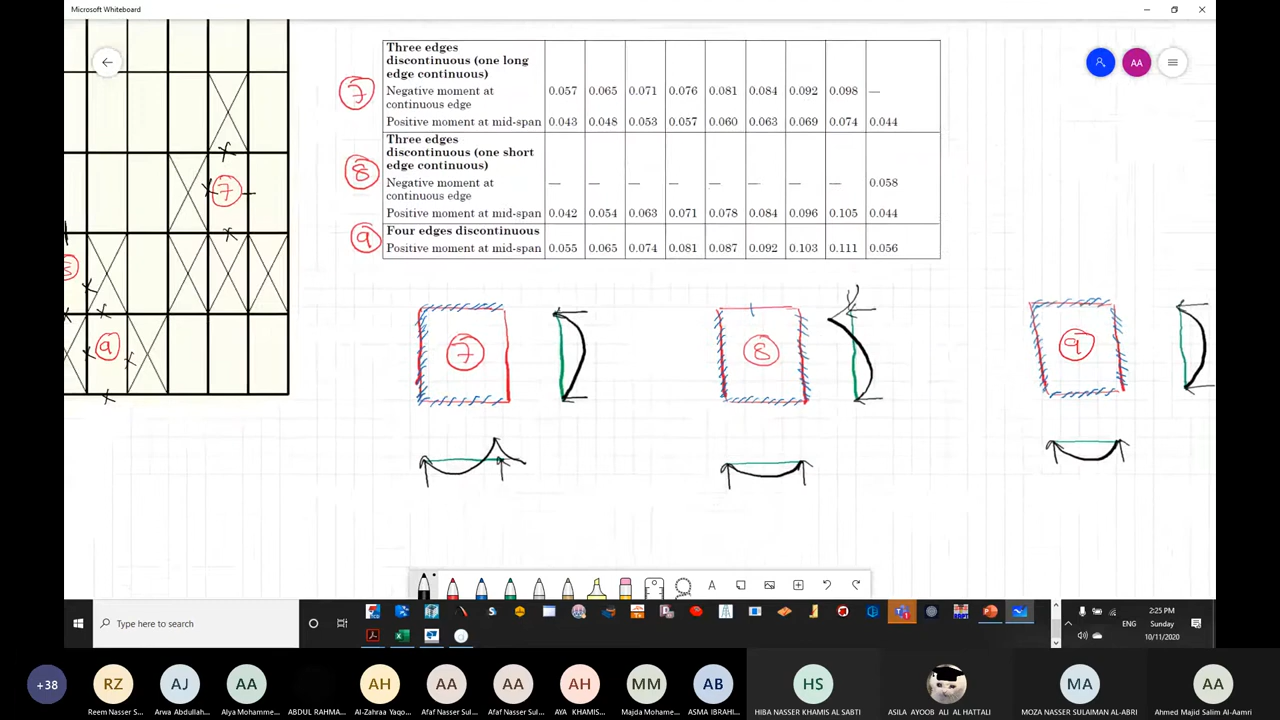 Microsoft Whiteboard
AA
Three edges
discontinuous (one long
edge continuous)
Negative moment at 0.057 0.065 0.071 0.076 0.081 0.084 0.092 0.098 —
continuous edge
Positive moment at mid-span 0.043 0.048 0.053 0.057 0.060 0.063 0.069 0.074 0.044
7
Three edges
discontinuous (one short
edge continuous)
Negative moment at — — — — — — — — 0.058
continuous edge
Positive moment at mid-span 0.042 0.054 0.063 0.071 0.078 0.084 0.096 0.105 0.044
8
Four edges discontinuous
Positive moment at mid-span 0.055 0.065 0.074 0.081 0.087 0.092 0.103 0.111 0.056
9
7
9
7
8
9
A
Type here to search
ENG
2:25 PM
Sunday
10/11/2020
+38
RZ
AJ
AA
AH
AA
AA
AH
MM
AB
HS
MA
AA
Reem Nasser S...
Arwa Abdullah...
Alya Mohamme...
ABDUL RAHMA...
Al-Zahraa Yaqo...
Afaf Nasser Sul...
Afaf Nasser Sul...
AYA KHAMIS...
Majda Mohame...
ASMA IBRAHI...
HIBA NASSER KHAMIS AL SABTI
ASILA AYOOB ALI AL HATTALI
MOZA NASSER SULAIMAN AL-ABRI
Ahmed Majid Salim Al-Aamri